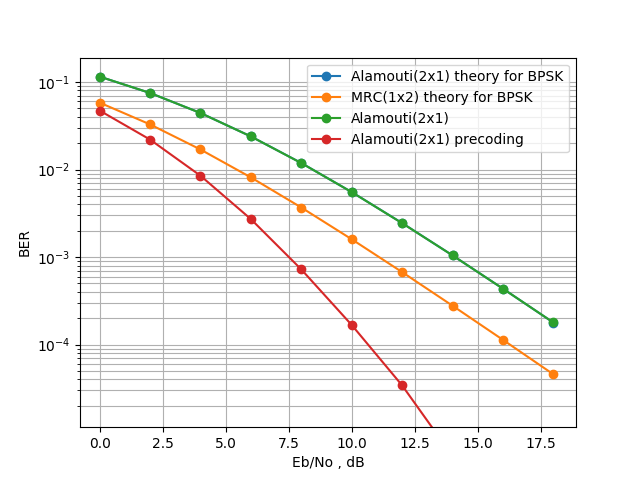 Alamouti(2x1) theory for BPSK
MRC(1x2) theory for BPSK
Alamouti(2x1)
Alamouti(2x1) precoding
10⁻¹
10⁻²
10⁻³
10⁻⁴
BER
0.0 2.5 5.0 7.5 10.0 12.5 15.0 17.5
Eb/No , dB